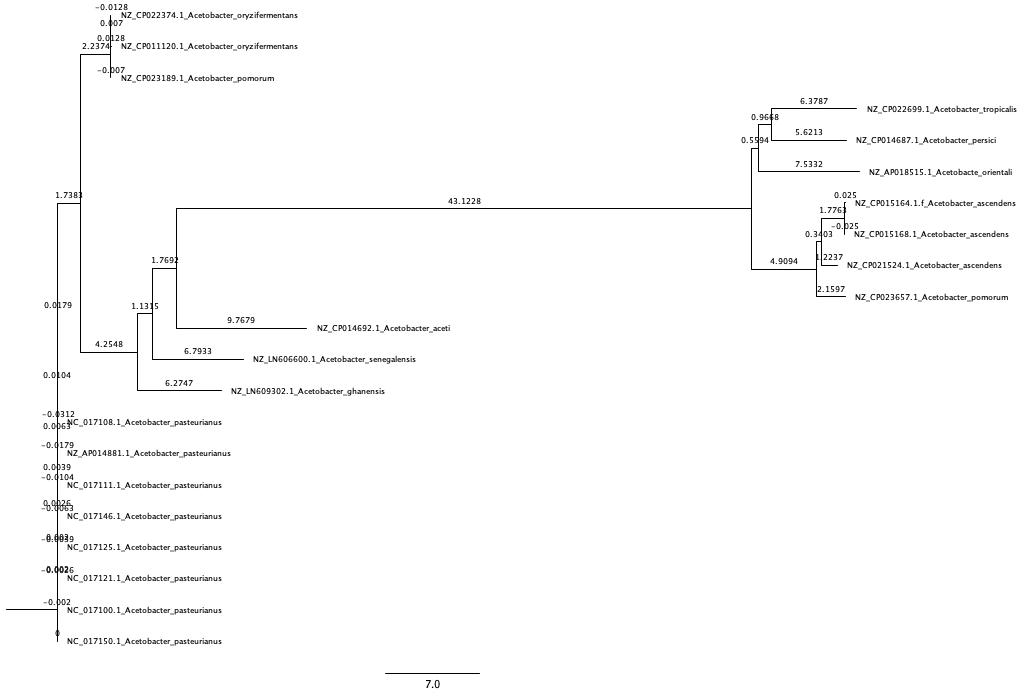 -0.0128
NZ_CP022374.1_Acetobacter_oryzifermentans
0.007
0.0128
2.2374
NZ_CP011120.1_Acetobacter_oryzifermentans
-0.007
NZ_CP023189.1_Acetobacter_pomorum
6.3787
NZ_CP022699.1_Acetobacter_tropicalis
0.9668
5.6213
0.5594
NZ_CP014687.1_Acetobacter_persici
7.5332
NZ_AP018515.1_Acetobacte_orientali
1.7383
0.025
43.1228
NZ_CP015164.1.f_Acetobacter_ascendens
1.7763
-0.025
0.3403
NZ_CP015168.1_Acetobacter_ascendens
1.7692
4.9094
1.2237
NZ_CP021524.1_Acetobacter_ascendens
2.1597
NZ_CP023657.1_Acetobacter_pomorum
0.0179
1.1315
9.7679
NZ_CP014692.1_Acetobacter_aceti
4.2548
6.7933
NZ_LN606600.1_Acetobacter_senegalensis
0.0104
6.2747
NZ_LN609302.1_Acetobacter_ghanensis
-0.0312
NC_017108.1_Acetobacter_pasteurianus
0.0063
-0.0179
NZ_AP014881.1_Acetobacter_pasteurianus
0.0039
-0.0104
NC_017111.1_Acetobacter_pasteurianus
0.0026
-0.0063
NC_017146.1_Acetobacter_pasteurianus
-0.0039
NC_017125.1_Acetobacter_pasteurianus
0.002
-0.0026
NC_017121.1_Acetobacter_pasteurianus
-0.002
NC_017100.1_Acetobacter_pasteurianus
0
NC_017150.1_Acetobacter_pasteurianus
7.0